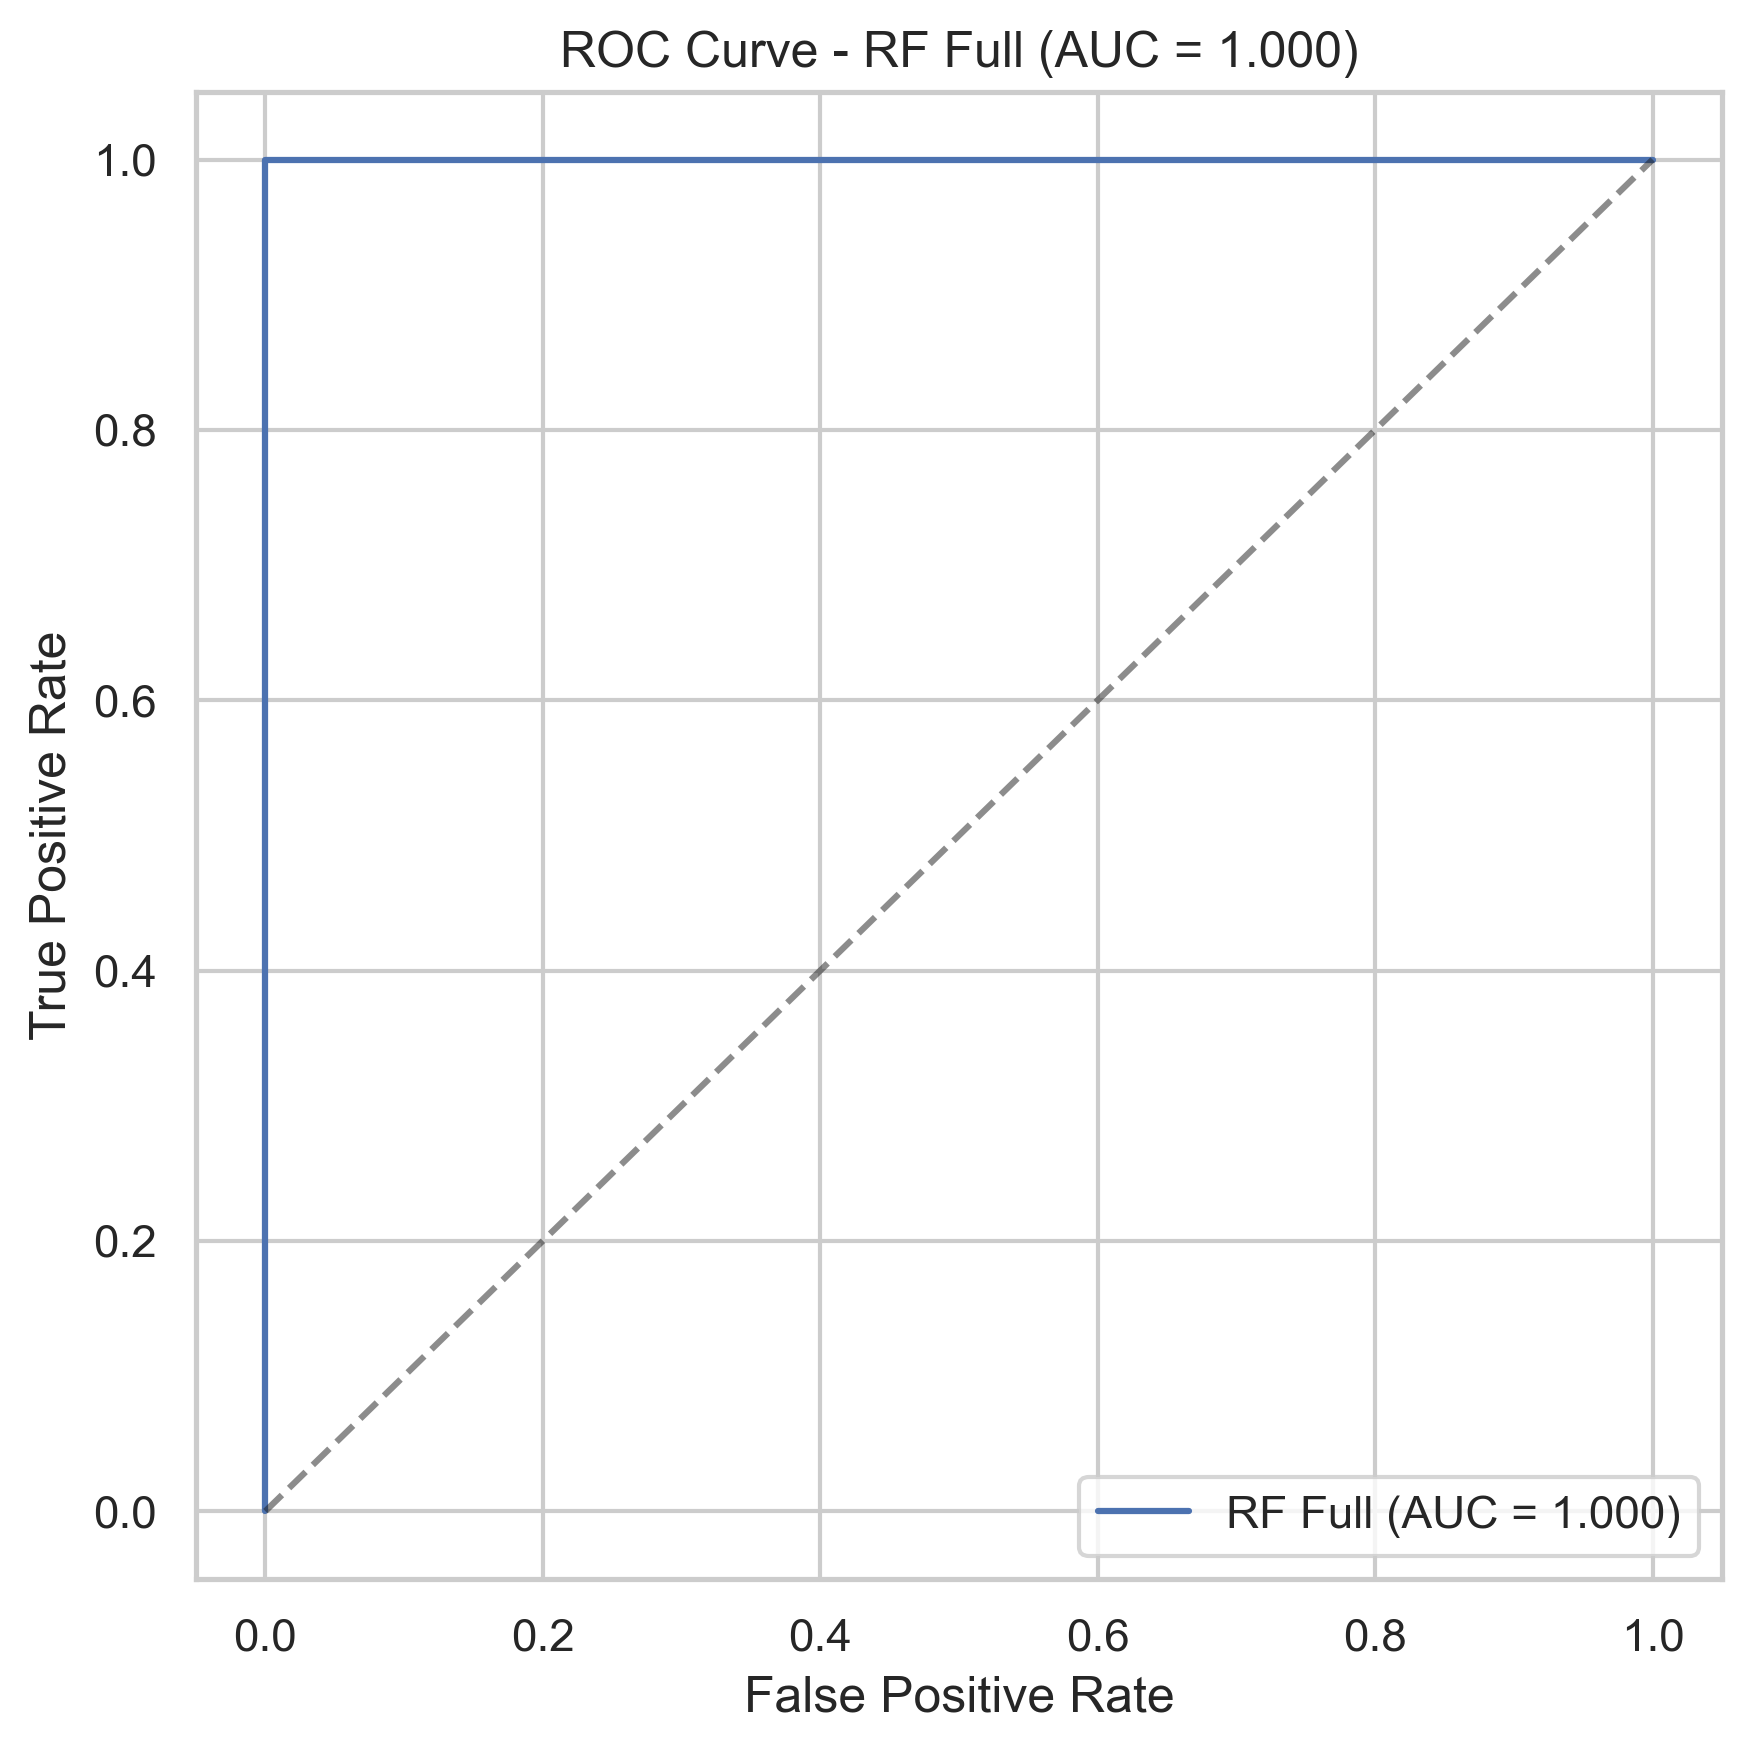 ROC Curve - RF Full (AUC = 1.000)
True Positive Rate
1.0
0.8
0.6
0.4
0.2
0.0
RF Full (AUC = 1.000)
0.0 0.2 0.4 0.6 0.8 1.0
False Positive Rate